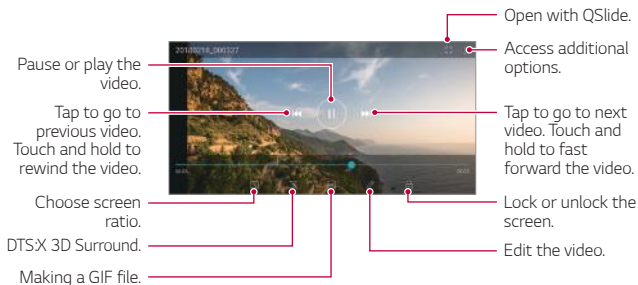 Open with QSlide.
Access additional
options.
Pause or play the
video.
Tap to go to
previous video.
Touch and hold to
rewind the video.
Tap to go to next
video. Touch and
hold to fast
forward the video.
Choose screen
ratio.
Lock or unlock the
screen.
DTS:X 3D Surround.
Edit the video.
Making a GIF file.